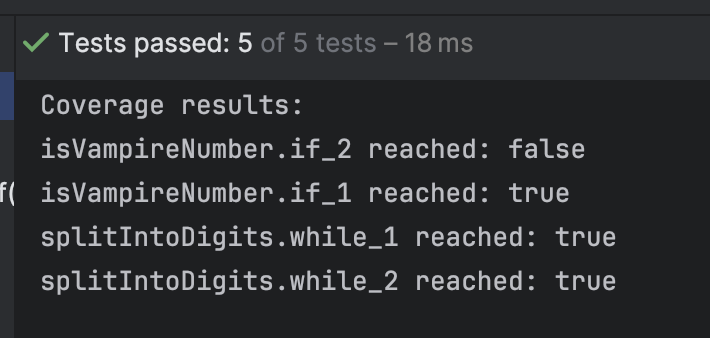 Tests passed: 5 of 5 tests – 18 ms
Coverage results:
isVampireNumber.if_2 reached: false
f(
isVampireNumber.if_1 reached: true
splitIntoDigits.while_1 reached: true
splitIntoDigits.while_2 reached: true